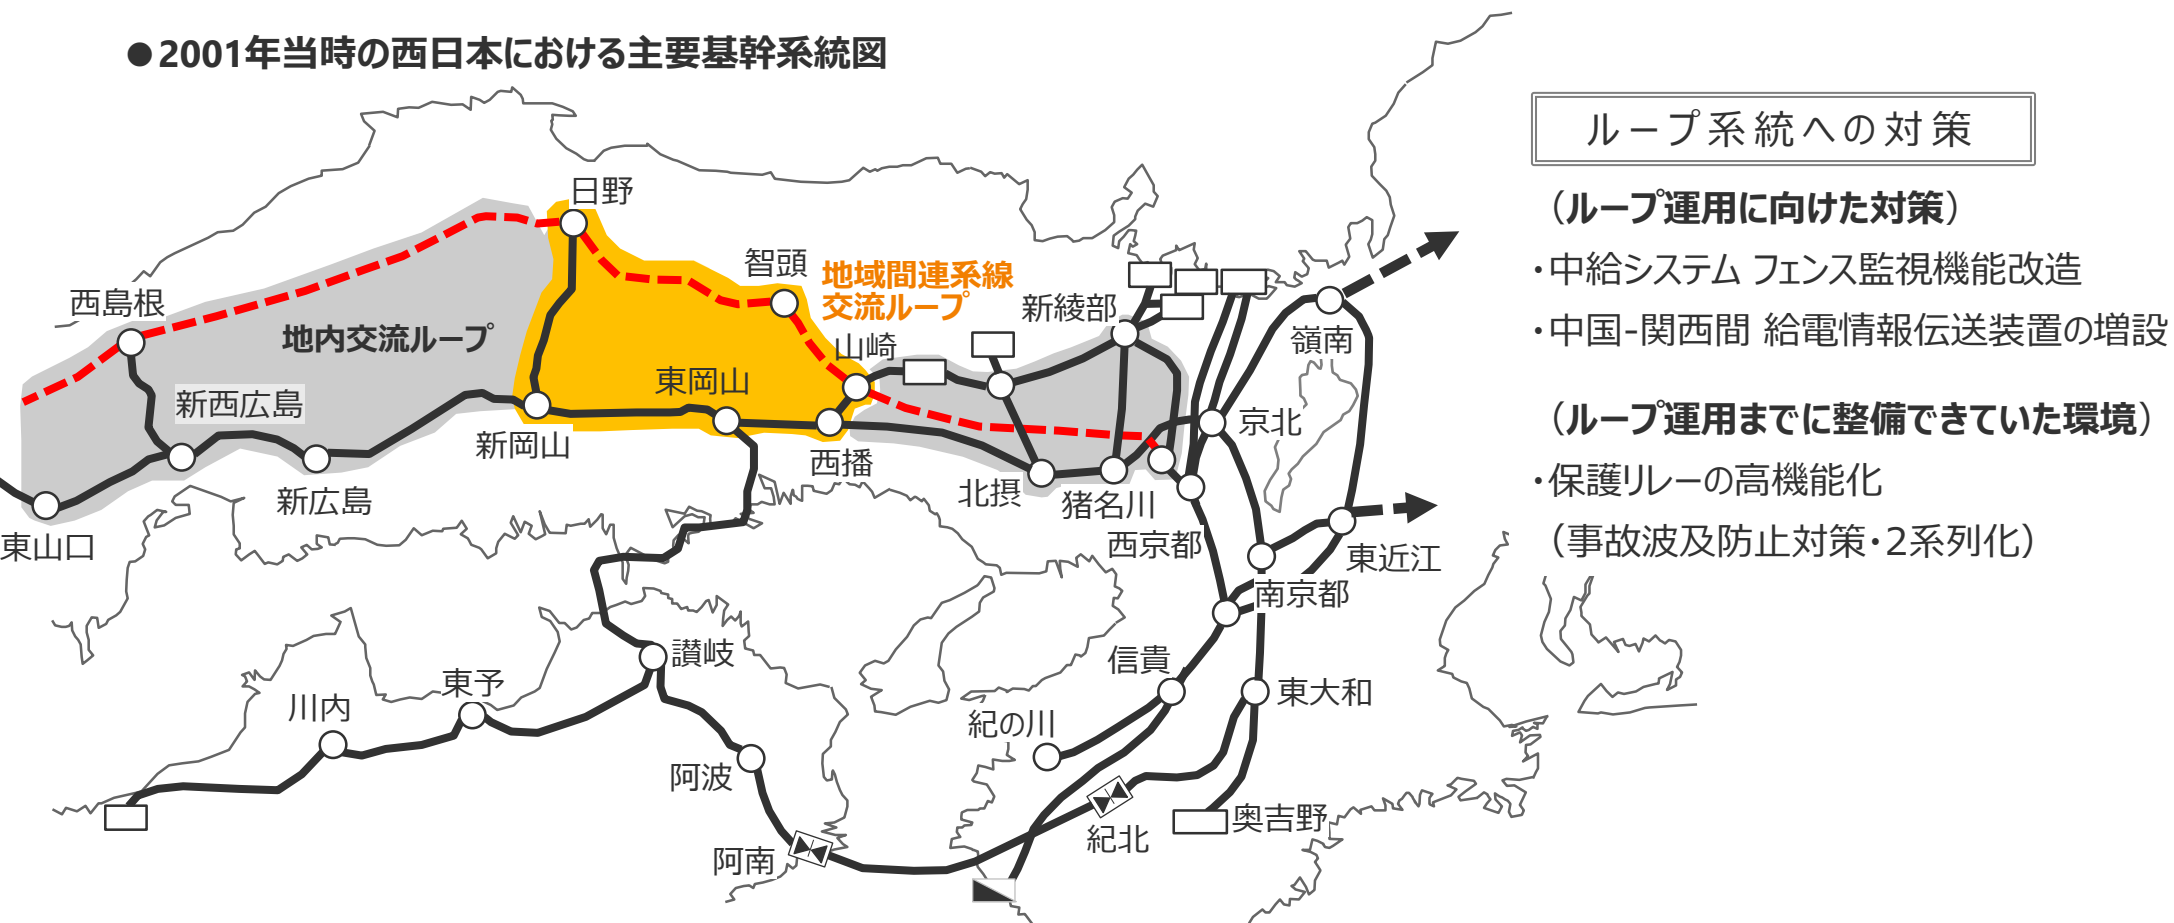 ●2001年当時の西日本における主要基幹系統図
ループ系統への対策
（ループ運用に向けた対策）
・中給システム フェンス監視機能改造
・中国-関西間 給電情報伝送装置の増設
（ループ運用までに整備できていた環境）
・保護リレーの高機能化
（事故波及防止対策・2系列化）
日野
智頭
地域間連系線
交流ループ
西島根
地内交流ループ
新綾部
山崎
嶺南
東岡山
新西広島
京北
新岡山
西播
新広島
北摂
猪名川
東山口
西京都
東近江
南京都
讃岐
信貴
東予
川内
東大和
紀の川
阿波
奥吉野
紀北
阿南